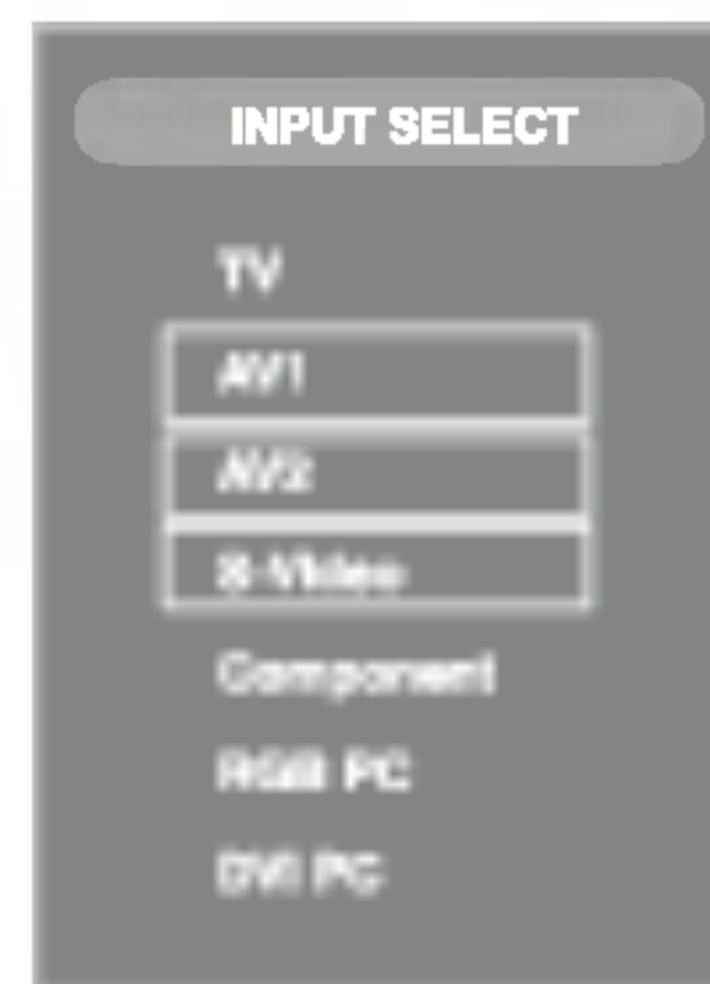 INPUT SELECT
TV
AV1
AV2
S-Video
Component
RGB PC
DVI PC